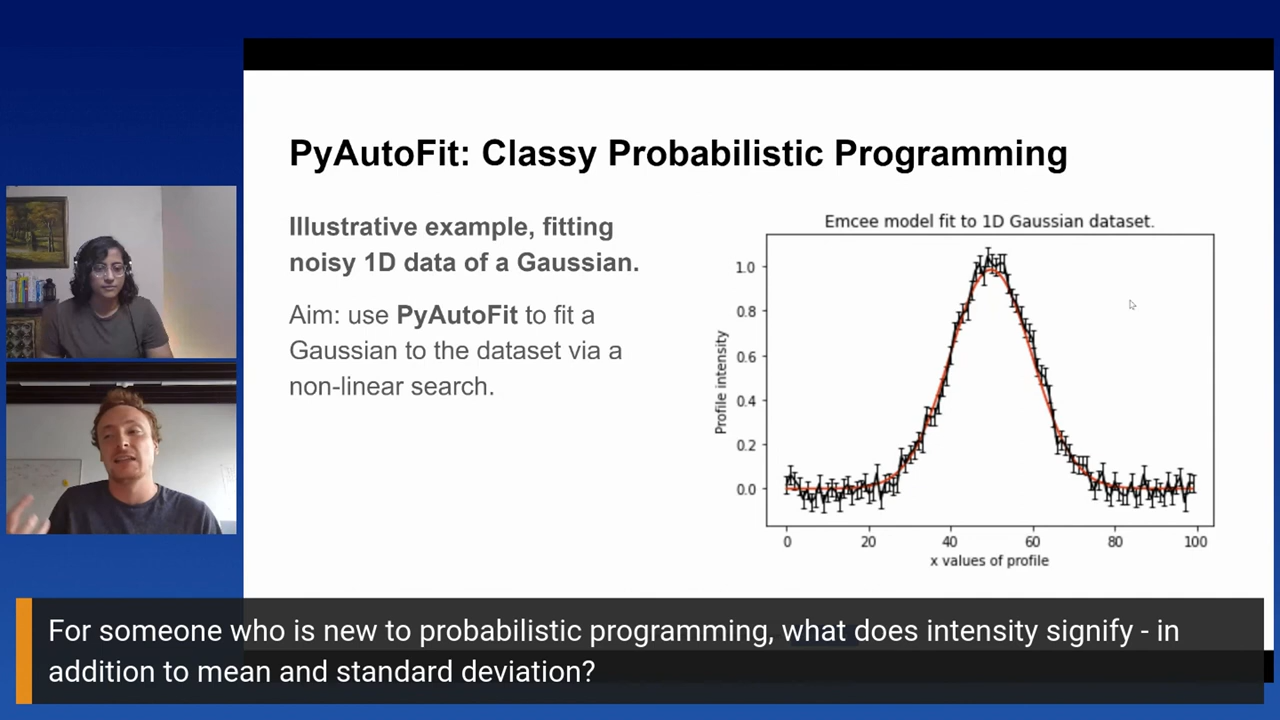 PyAutoFit: Classy Probabilistic Programming
Illustrative example, fitting
noisy 1D data of a Gaussian.
Aim: use PyAutoFit to fit a
Gaussian to the dataset via a
non-linear search.
Emcee model fit to 1D Gaussian dataset.
Profile intensity
1.0
0.8
0.6
0.4
0.2
0.0
0 20 40 60 80 100
x values of profile
For someone who is new to probabilistic programming, what does intensity signify - in
addition to mean and standard deviation?